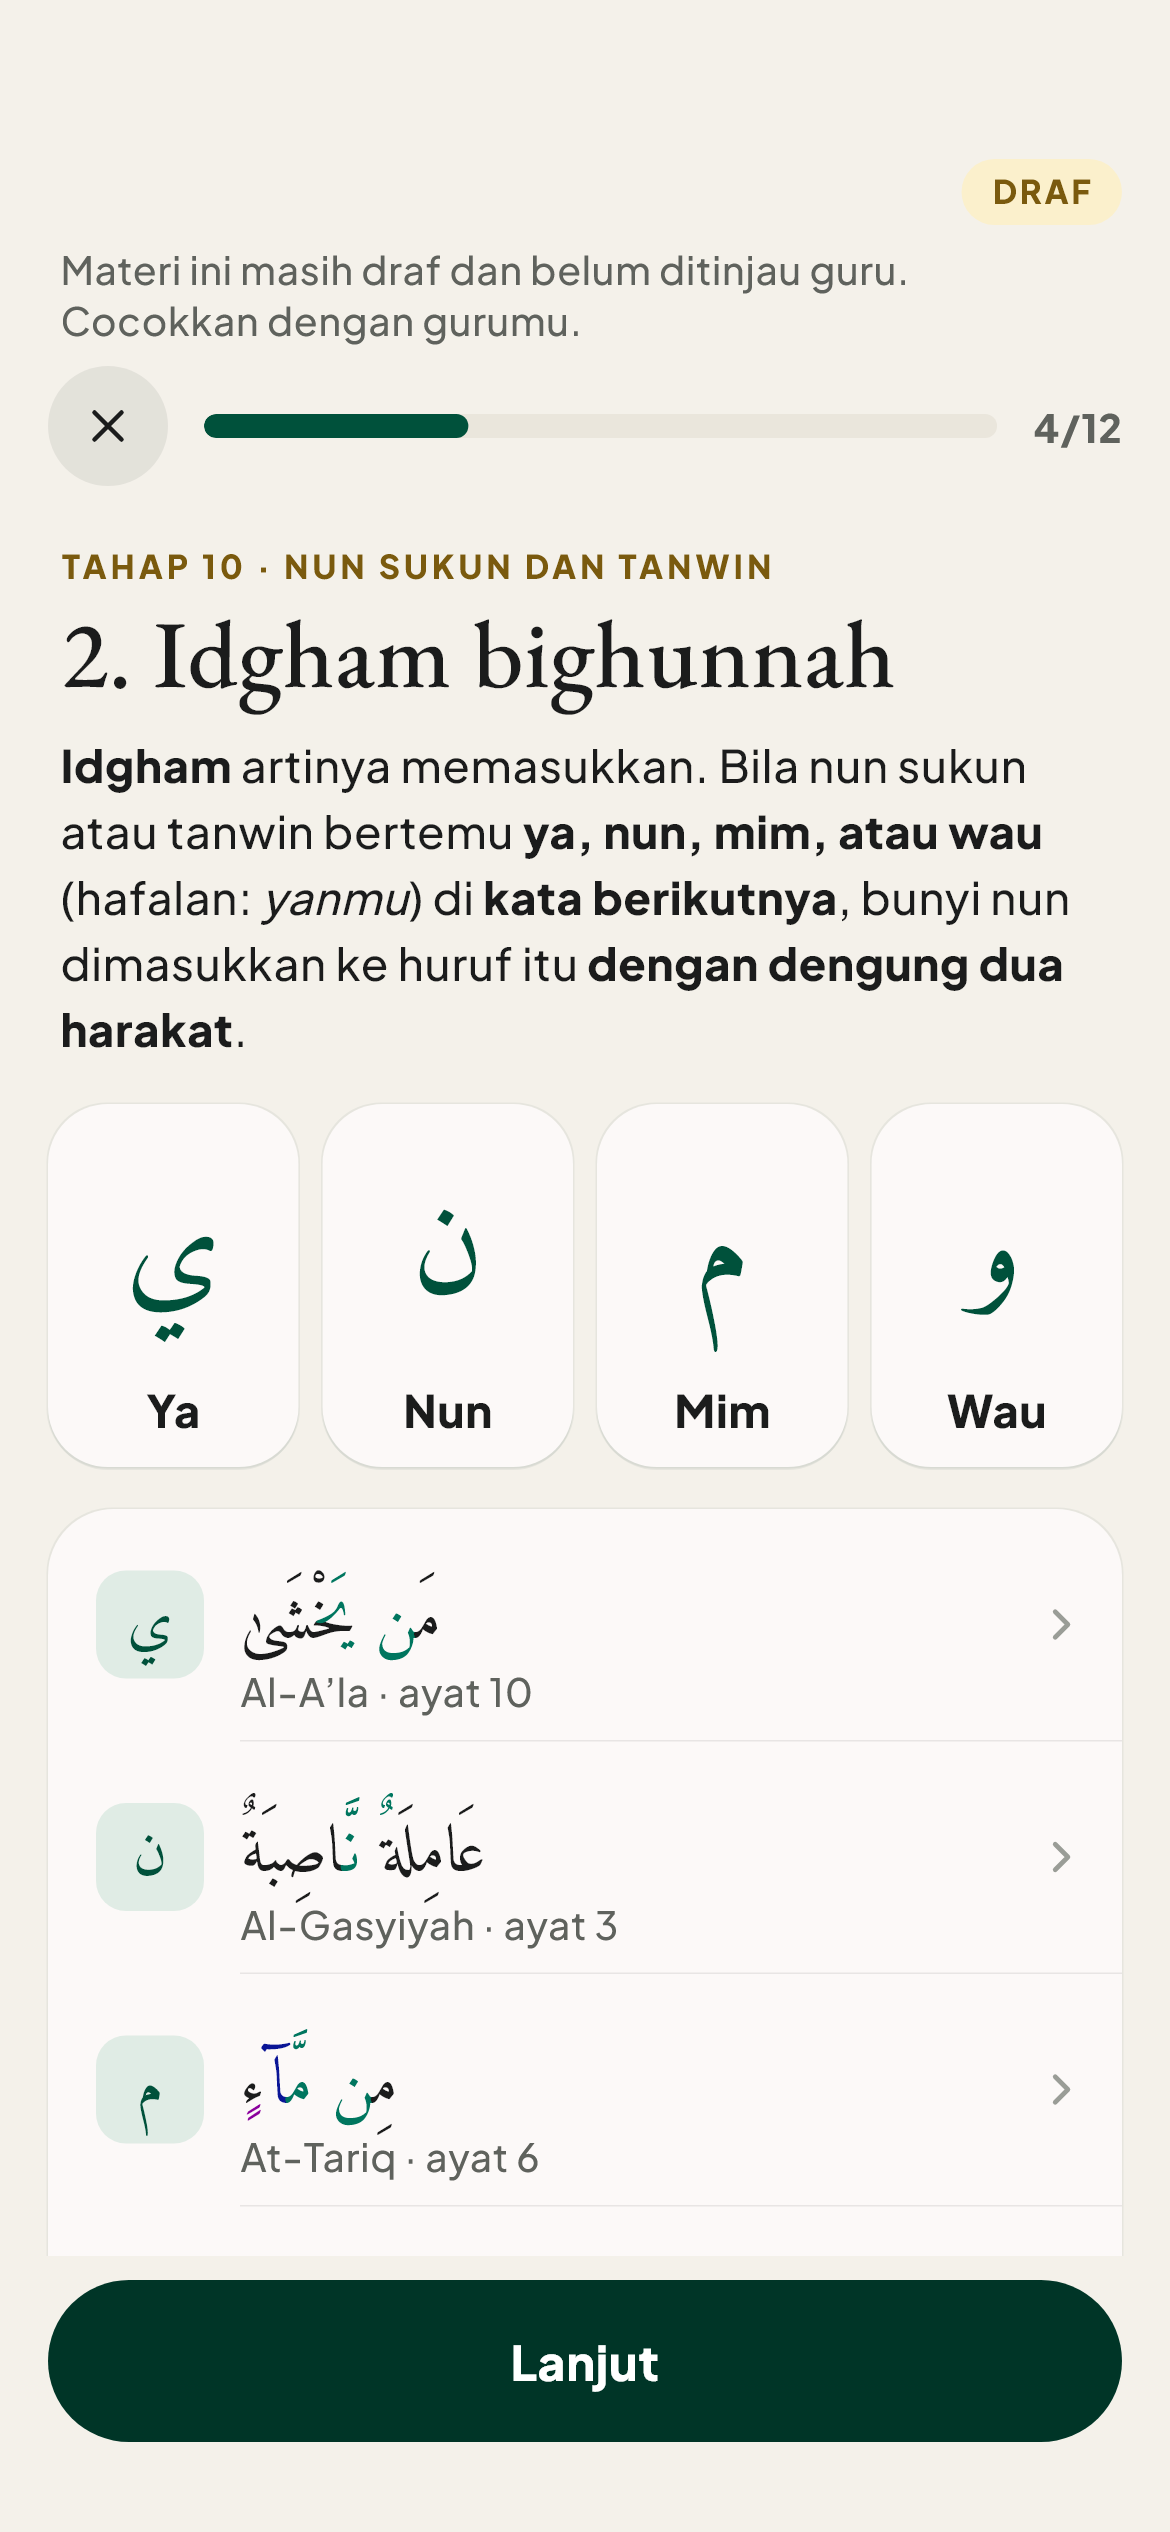 DRAF
Materi ini masih draf dan belum ditinjau guru.
Cocokkan dengan gurumu.
4/12
TAHAP 10 · NUN SUKUN DAN TANWIN
2. Idgham bighunnah
Idgham artinya memasukkan. Bila nun sukun
atau tanwin bertemu ya, nun, mim, atau wau
(hafalan: yanmu) di kata berikutnya, bunyi nun
dimasukkan ke huruf itu dengan dengung dua
harakat.
ي
Ya
ن
Nun
م
Mim
و
Wau
ي
مَن يَخْشَىٰ
Al-A’la · ayat 10
ن
عَامِلَةٌ نَّاصِبَةٌ
Al-Gasyiyah · ayat 3
م
مِن مَّآءٍ
At-Tariq · ayat 6
Lanjut